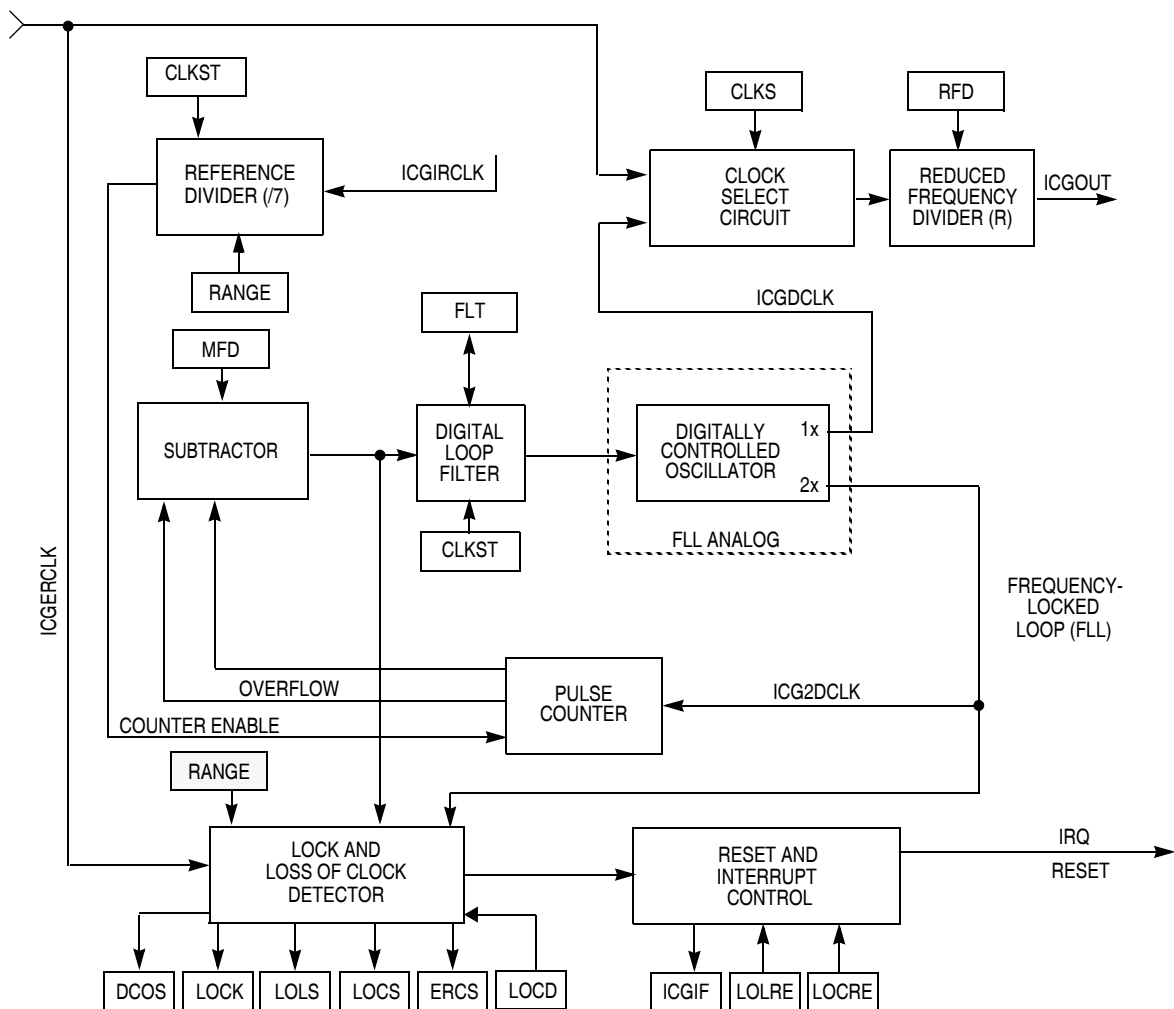 CLKST
CLKS
RFD
REFERENCE
DIVIDER (/7)
ICGIRCLK
CLOCK
SELECT
CIRCUIT
REDUCED
FREQUENCY
DIVIDER (R)
ICGOUT
RANGE
FLT
ICGDCLK
MFD
SUBTRACTOR
DIGITAL
LOOP
FILTER
DIGITALLY
CONTROLLED
OSCILLATOR
1x
2x
CLKST
FLL ANALOG
ICGERCLK
FREQUENCY-
LOCKED
LOOP (FLL)
OVERFLOW
PULSE
COUNTER
ICG2DCLK
COUNTER ENABLE
RANGE
LOCK AND
LOSS OF CLOCK
DETECTOR
RESET AND
INTERRUPT
CONTROL
IRQ
RESET
DCOS
LOCK
LOLS
LOCS
ERCS
LOCD
ICGIF
LOLRE
LOCRE